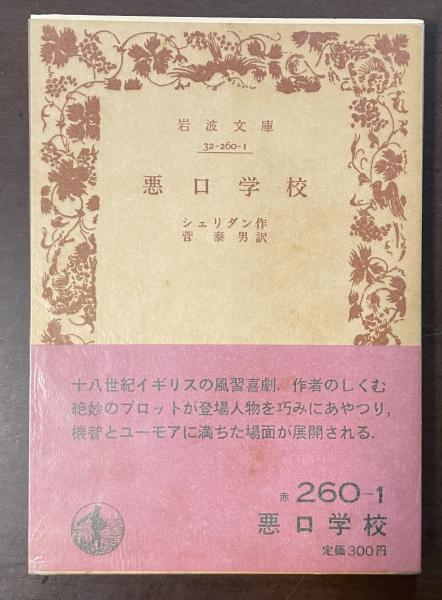 岩波文庫
32-260-1
悪口学校
シェリダン作
菅泰男訳
十八世紀イギリスの風習喜劇．作者のしくむ
絶妙のプロットが登場人物を巧みにあやつり，
機智とユーモアに満ちた場面が展開される．
赤 260-1
悪口学校
定価300円